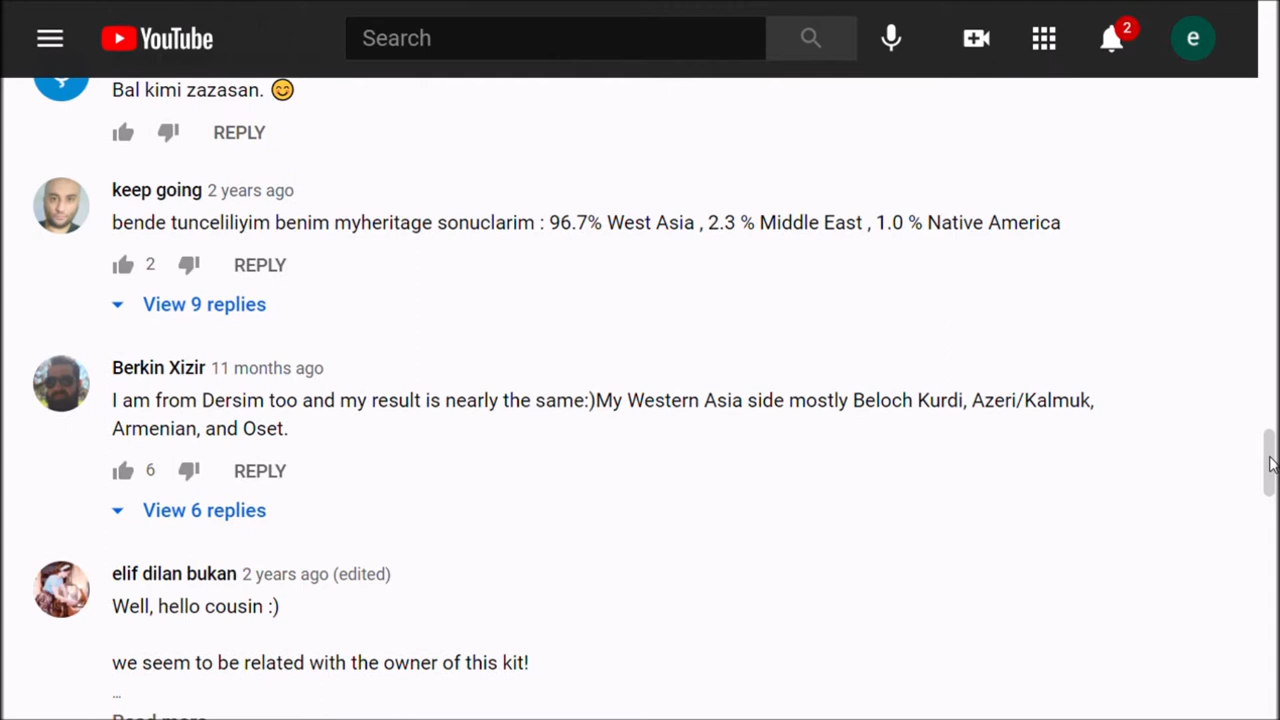 YouTube
Search
2
e
Bal kimi zazasan. 😊
REPLY
keep going 2 years ago
bende tunceliliyim benim myheritage sonuclarim : 96.7% West Asia , 2.3 % Middle East , 1.0 % Native America
2 REPLY
View 9 replies
Berkin Xizir 11 months ago
I am from Dersim too and my result is nearly the same:)My Western Asia side mostly Beloch Kurdi, Azeri/Kalmuk,
Armenian, and Oset.
6 REPLY
View 6 replies
elif dilan bukan 2 years ago (edited)
Well, hello cousin :)
we seem to be related with the owner of this kit!
...
Read more